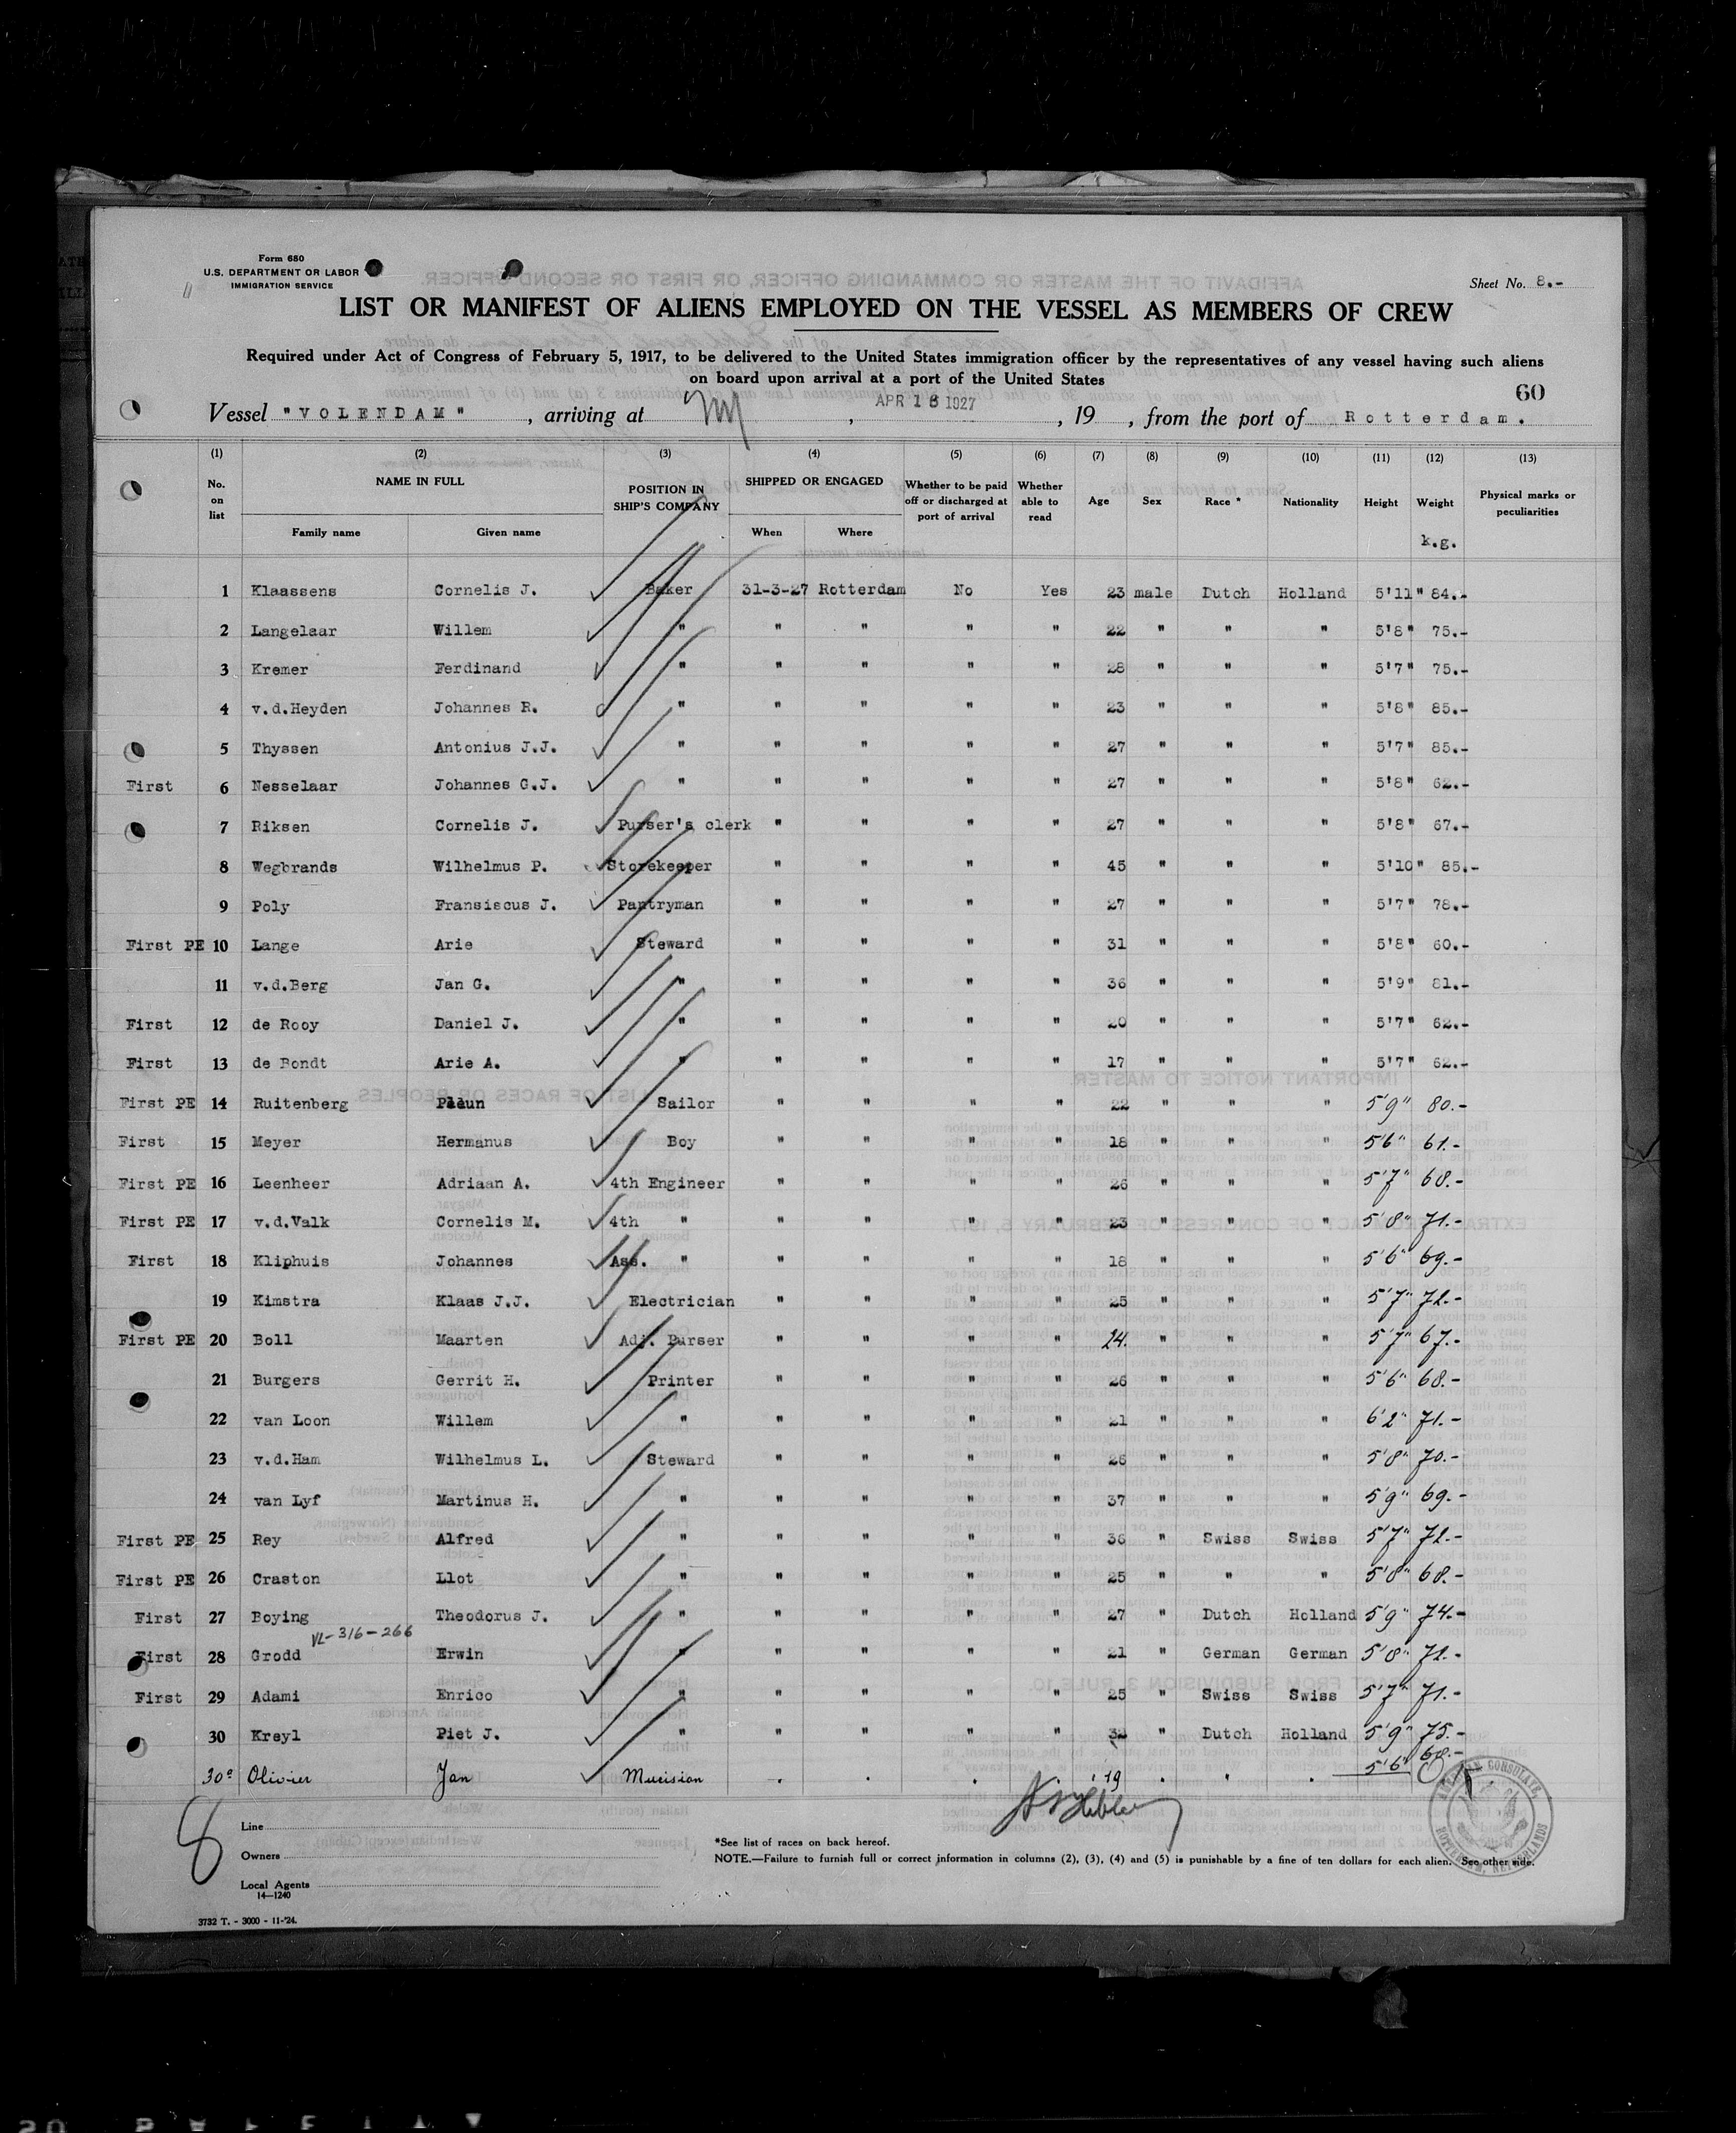 Form 680
U.S. DEPARTMENT OR LABOR
IMMIGRATION SERVICE
Sheet No. 8.-
LIST OR MANIFEST OF ALIENS EMPLOYED ON THE VESSEL AS MEMBERS OF CREW
Required under Act of Congress of February 5, 1917, to be delivered to the United States immigration officer by the representatives of any vessel having such aliens
on board upon arrival at a port of the United States
60
Vessel "VOLENDAM", arriving at NY, APR 1 8 1927, 19 , from the port of Rotterdam.
(1) (2) (3) (4) (5) (6) (7) (8) (9) (10) (11) (12) (13)
No. on list NAME IN FULL POSITION IN SHIP'S COMPANY SHIPPED OR ENGAGED Whether to be paid off or discharged at port of arrival Whether able to read Age Sex Race * Nationality Height Weight Physical marks or peculiarities
Family name Given name When Where k.g.
1 Klaassens Cornelis J. Baker 31-3-27 Rotterdam No Yes 23 male Dutch Holland 5'11" 84.-
2 Langelaar Willem " " " " " 22 " " " 5'8" 75.-
3 Kremer Ferdinand " " " " " 28 " " " 5'7" 75.-
4 v.d.Heyden Johannes R. " " " " " 23 " " " 5'8" 85.-
5 Thyssen Antonius J.J. " " " " " 27 " " " 5'7" 85.-
First 6 Nesselaar Johannes G.J. " " " " " 27 " " " 5'8" 62.-
7 Riksen Cornelis J. Purser's clerk " " " " 27 " " " 5'8" 67.-
8 Wegbrands Wilhelmus P. Storekeeper " " " " 45 " " " 5'10" 85.-
9 Poly Fransiscus J. Pantryman " " " " 27 " " " 5'7" 78.-
First PE 10 Lange Arie Steward " " " " 31 " " " 5'8" 60.-
11 v.d.Berg Jan G. " " " " " 36 " " " 5'9" 81.-
First 12 de Rooy Daniel J. " " " " " 20 " " " 5'7" 62.-
First 13 de Bondt Arie A. " " " " " 17 " " " 5'7" 62.-
First PE 14 Ruitenberg Pleun Sailor " " " " 22 " " " 5'9" 80.-
First 15 Meyer Hermanus Boy " " " " 18 " " " 5'6" 61.-
First PE 16 Leenheer Adriaan A. 4th Engineer " " " " 26 " " " 5'7" 68.-
First PE 17 v.d.Valk Cornelis M. 4th " " " " " 23 " " " 5'8" 71.-
First 18 Kliphuis Johannes Ass. " " " " " 18 " " " 5'6" 69.-
19 Kimstra Klaas J.J. Electrician " " " " 25 " " " 5'7" 72.-
First PE 20 Boll Maarten Adj. Purser " " " " 24. " " " 5'7" 67.-
21 Burgers Gerrit H. Printer " " " " 26 " " " 5'6" 68.-
22 van Loon Willem " " " " " 21 " " " 6'2" 71.-
23 v.d.Ham Wilhelmus L. Steward " " " " 26 " " " 5'8" 70.-
24 van Lyf Martinus H. " " " " " 37 " " " 5'9" 69.-
First PE 25 Rey Alfred " " " " " 36 " Swiss Swiss 5'7" 72.-
First PE 26 Craston Llot " " " " " 25 " " " 5'8" 68.-
First 27 Boying Theodorus J. " " " " " 27 " Dutch Holland 5'9" 74.-
VL-316-266
First 28 Grodd Erwin " " " " " 21 " German German 5'8" 72.-
First 29 Adami Enrico " " " " " 25 " Swiss Swiss 5'7" 71.-
30 Kreyl Piet J. " " " " " 32 " Dutch Holland 5'9" 75.-
30a Olivier Jan Musision . . . . 19 . . . 5'6" 68.-
8
Line
Owners
Local Agents
14—1240
*See list of races on back hereof.
NOTE.—Failure to furnish full or correct information in columns (2), (3), (4) and (5) is punishable by a fine of ten dollars for each alien. See other side.
AMERICAN CONSULATE, ROTTERDAM, NETHERLANDS
3732 T. - 3000 - 11-'24.